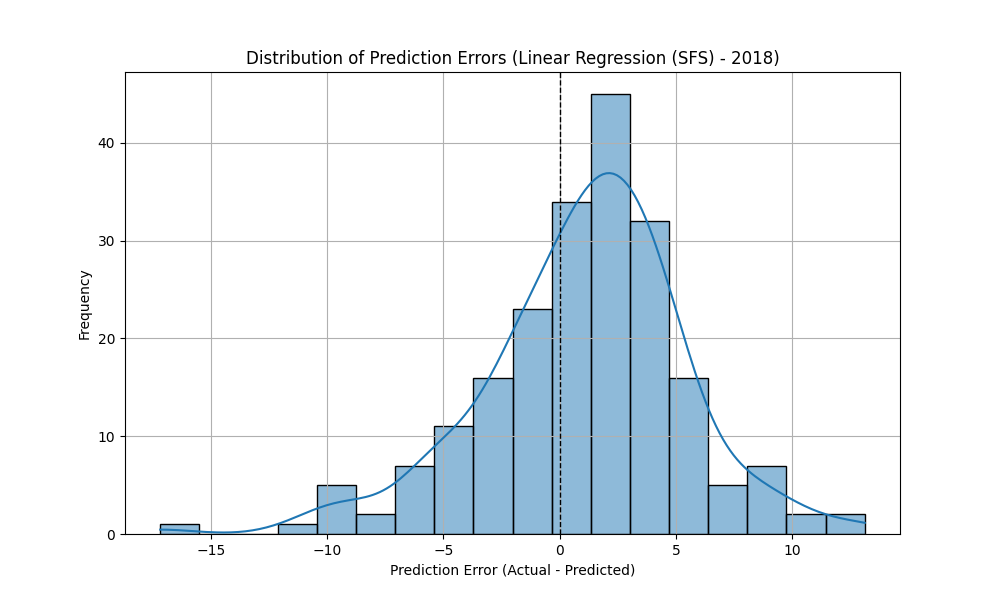 Distribution of Prediction Errors (Linear Regression (SFS) - 2018)
Frequency
40
30
20
10
0
−15 −10 −5 0 5 10
Prediction Error (Actual - Predicted)